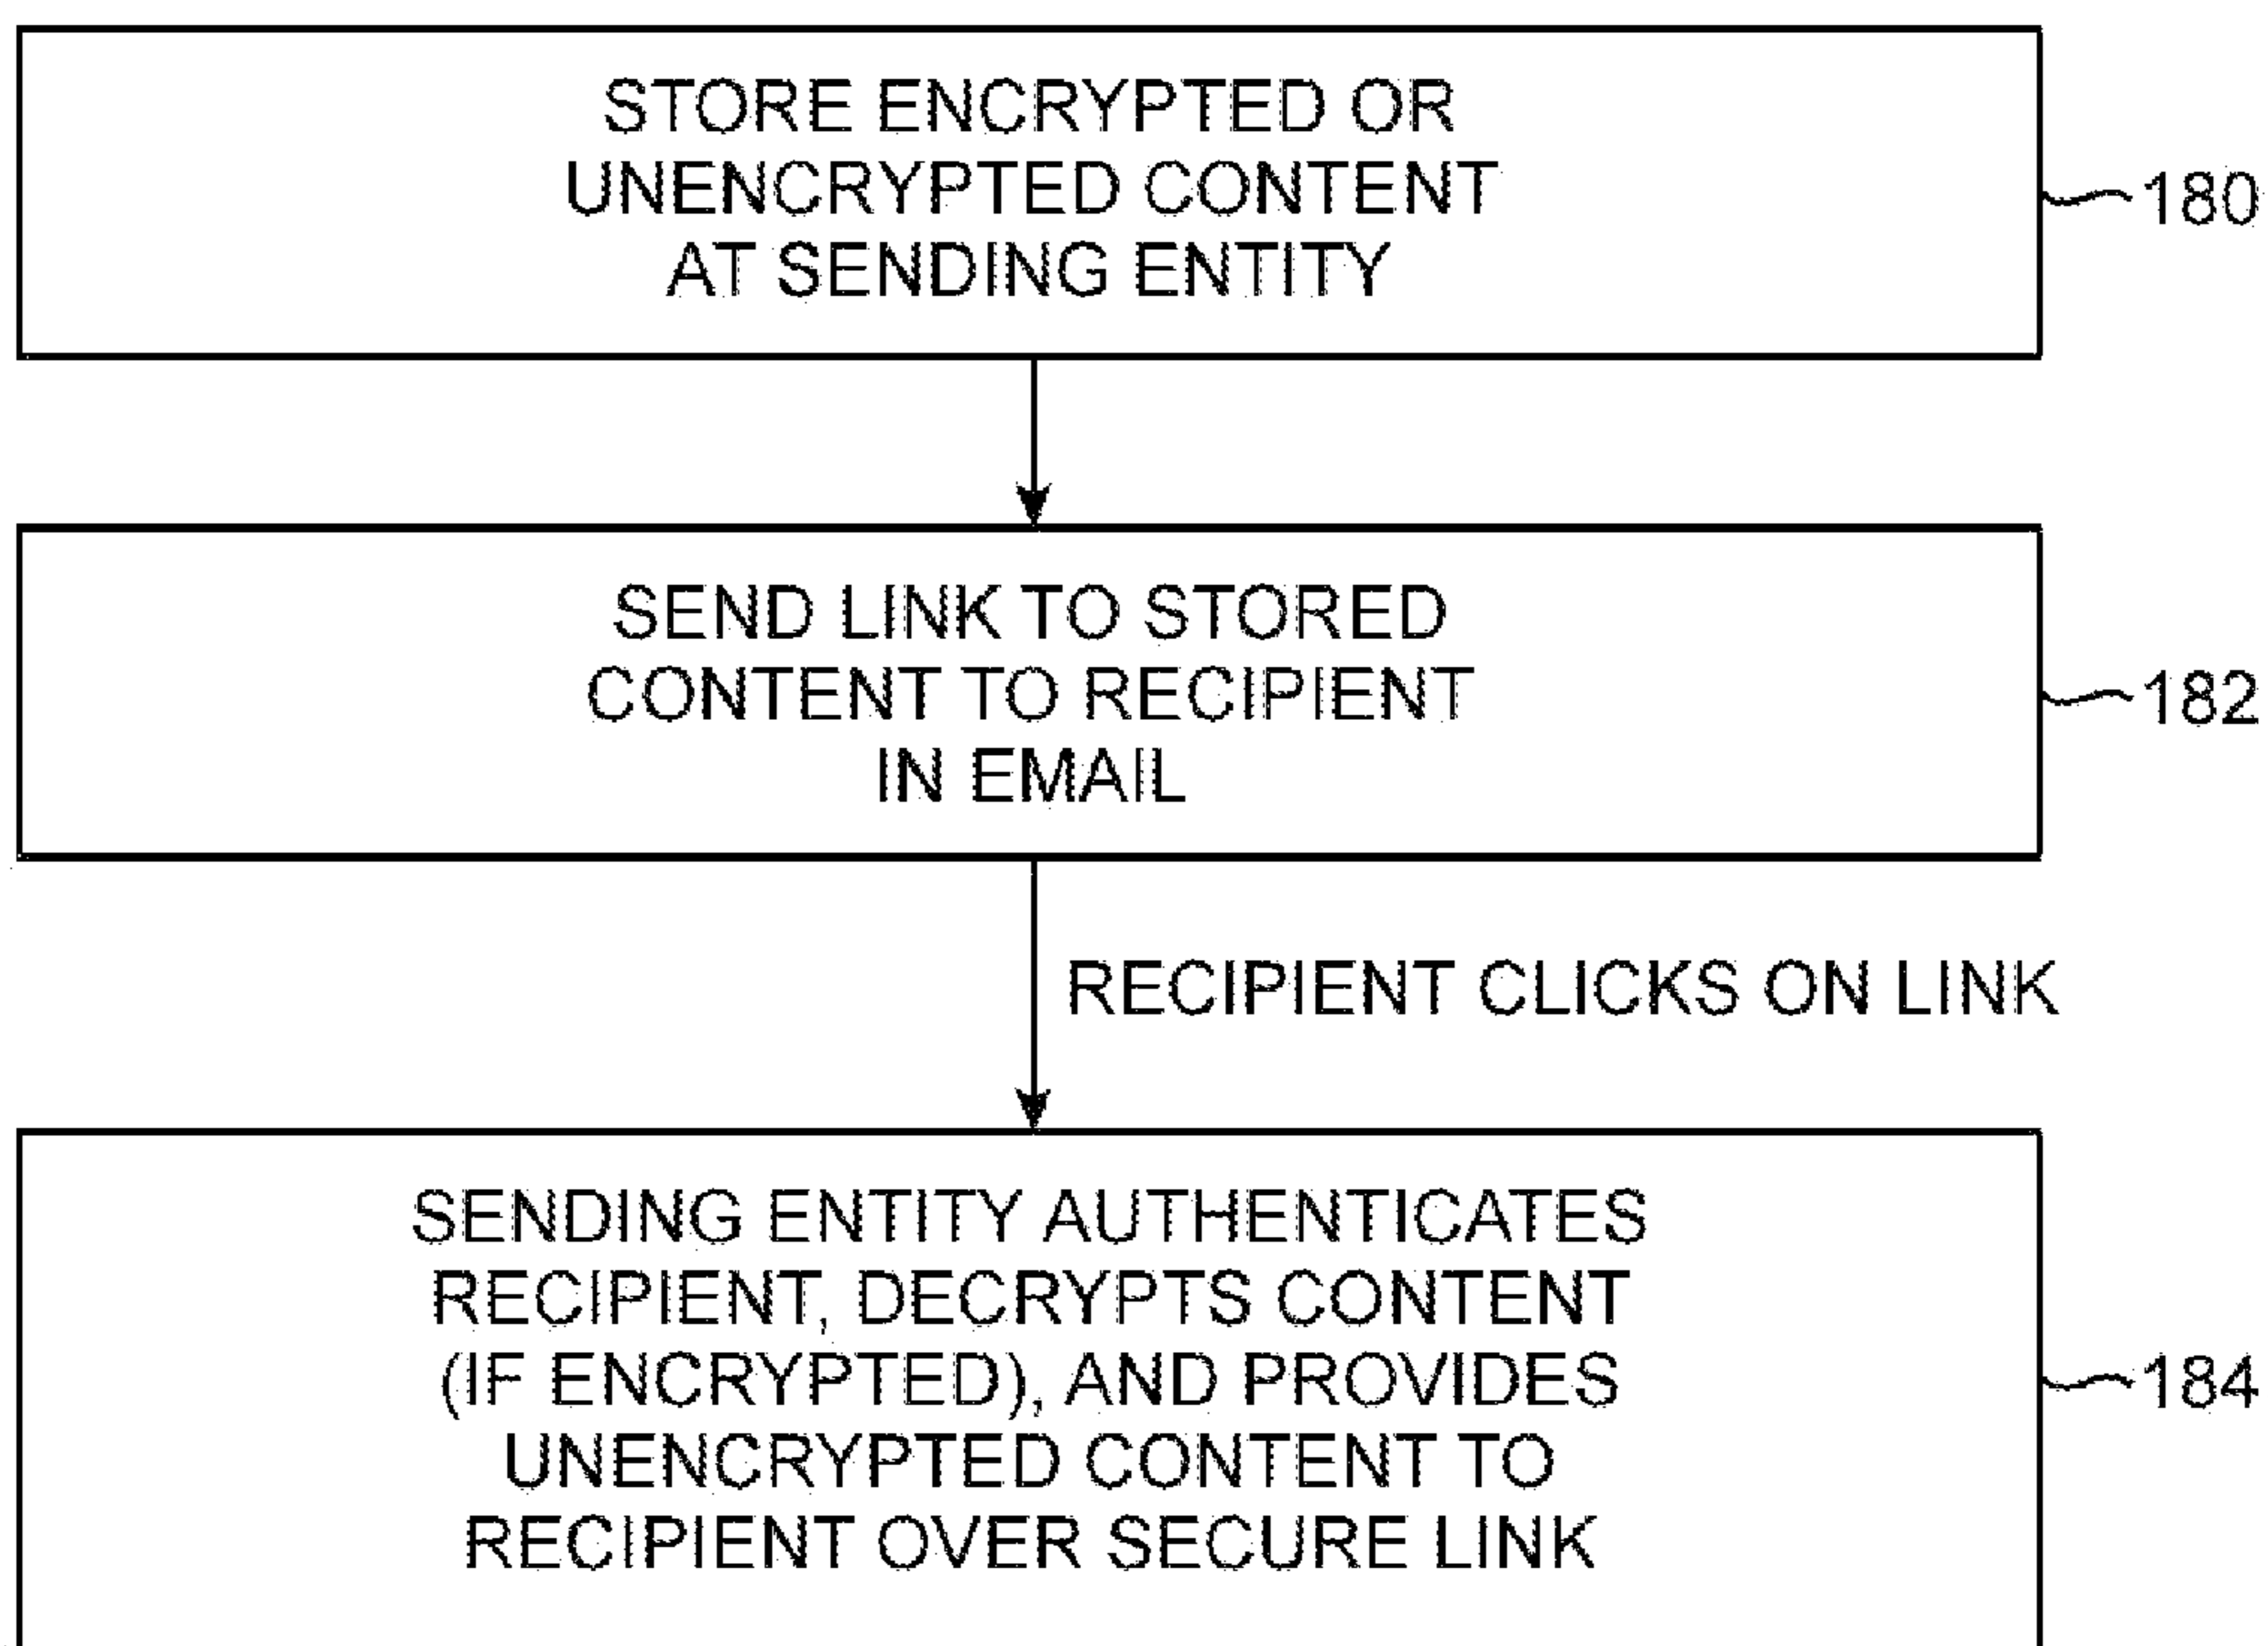 STORE ENCRYPTED OR
UNENCRYPTED CONTENT
AT SENDING ENTITY
180
SEND LINK TO STORED
CONTENT TO RECIPIENT
IN EMAIL
182
RECIPIENT CLICKS ON LINK
SENDING ENTITY AUTHENTICATES
RECIPIENT, DECRYPTS CONTENT
(IF ENCRYPTED), AND PROVIDES
UNENCRYPTED CONTENT TO
RECIPIENT OVER SECURE LINK
184